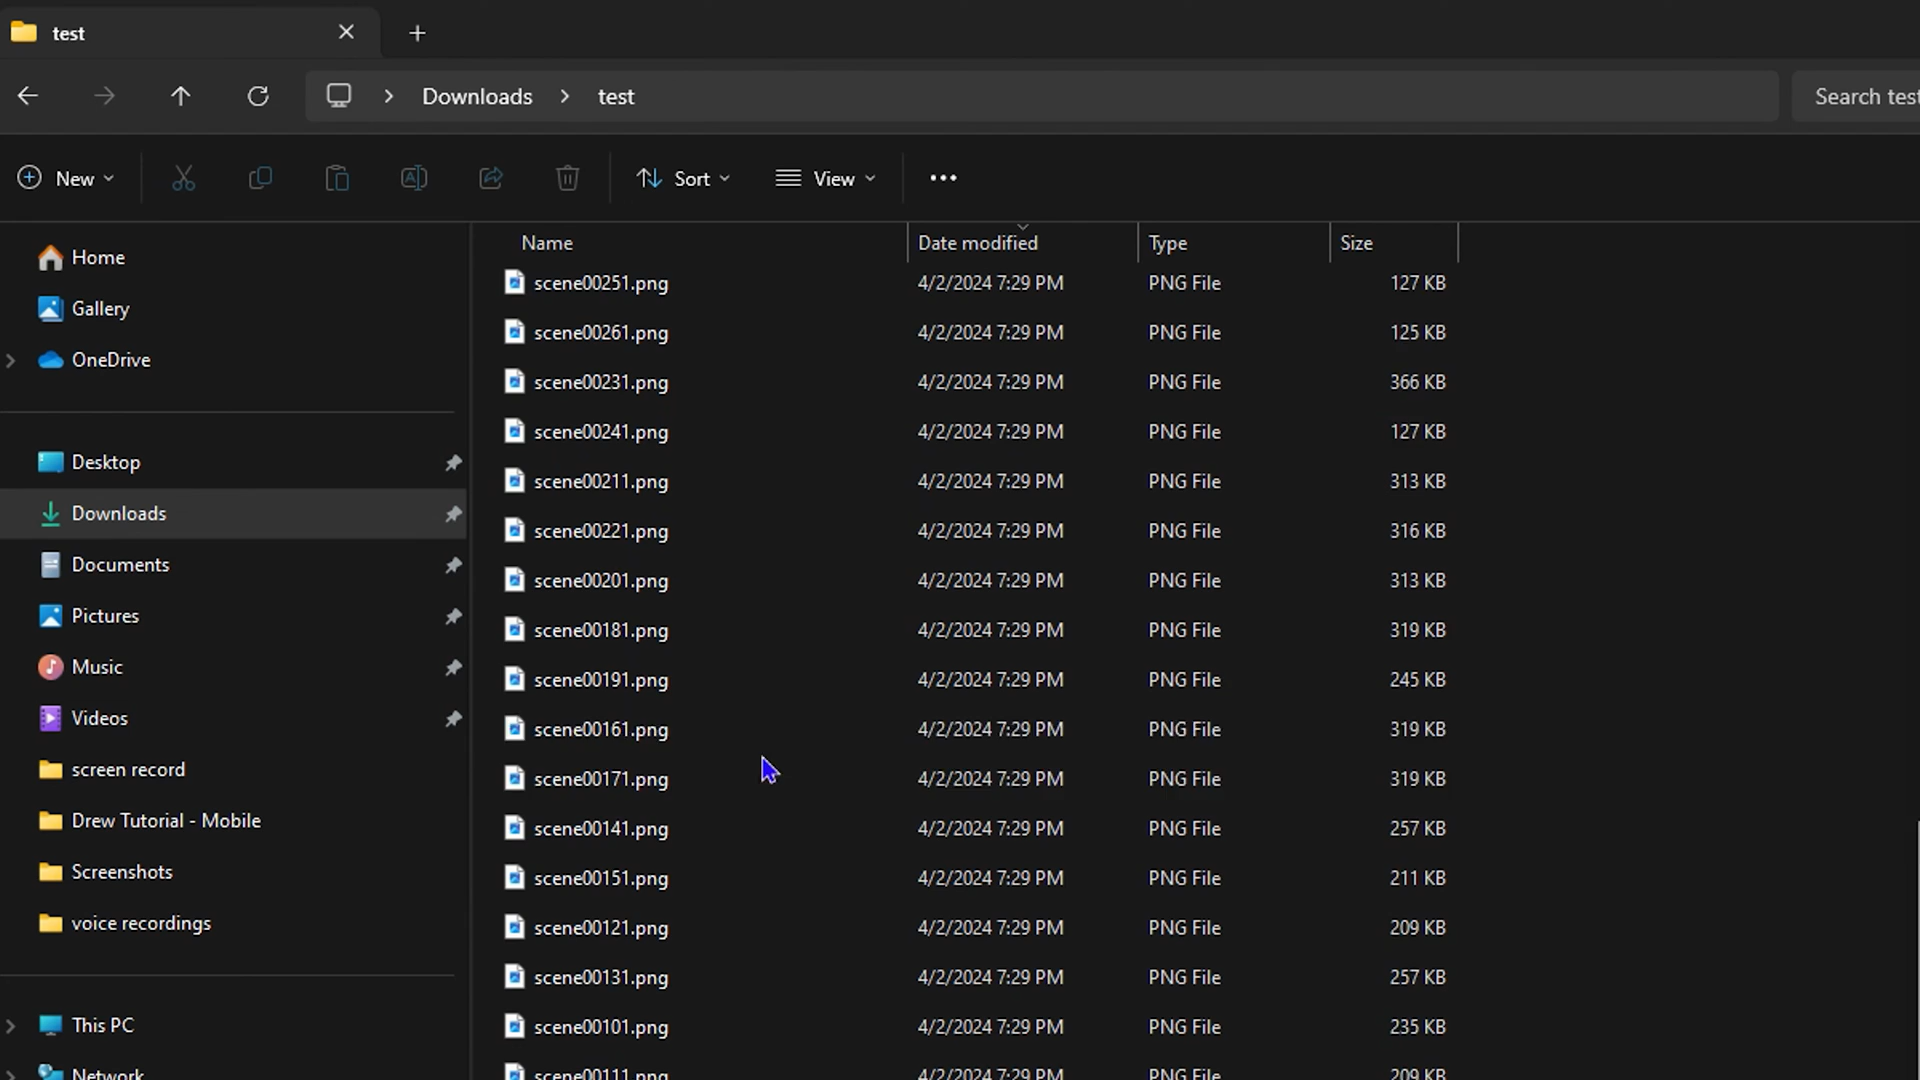 test
Downloads > test
Search test
New
Sort
View
Home
Gallery
OneDrive
Desktop
Downloads
Documents
Pictures
Music
Videos
screen record
Drew Tutorial - Mobile
Screenshots
voice recordings
This PC
Network
Name Date modified Type Size
scene00251.png 4/2/2024 7:29 PM PNG File 127 KB
scene00261.png 4/2/2024 7:29 PM PNG File 125 KB
scene00231.png 4/2/2024 7:29 PM PNG File 366 KB
scene00241.png 4/2/2024 7:29 PM PNG File 127 KB
scene00211.png 4/2/2024 7:29 PM PNG File 313 KB
scene00221.png 4/2/2024 7:29 PM PNG File 316 KB
scene00201.png 4/2/2024 7:29 PM PNG File 313 KB
scene00181.png 4/2/2024 7:29 PM PNG File 319 KB
scene00191.png 4/2/2024 7:29 PM PNG File 245 KB
scene00161.png 4/2/2024 7:29 PM PNG File 319 KB
scene00171.png 4/2/2024 7:29 PM PNG File 319 KB
scene00141.png 4/2/2024 7:29 PM PNG File 257 KB
scene00151.png 4/2/2024 7:29 PM PNG File 211 KB
scene00121.png 4/2/2024 7:29 PM PNG File 209 KB
scene00131.png 4/2/2024 7:29 PM PNG File 257 KB
scene00101.png 4/2/2024 7:29 PM PNG File 235 KB
scene00111.png 4/2/2024 7:29 PM PNG File 209 KB